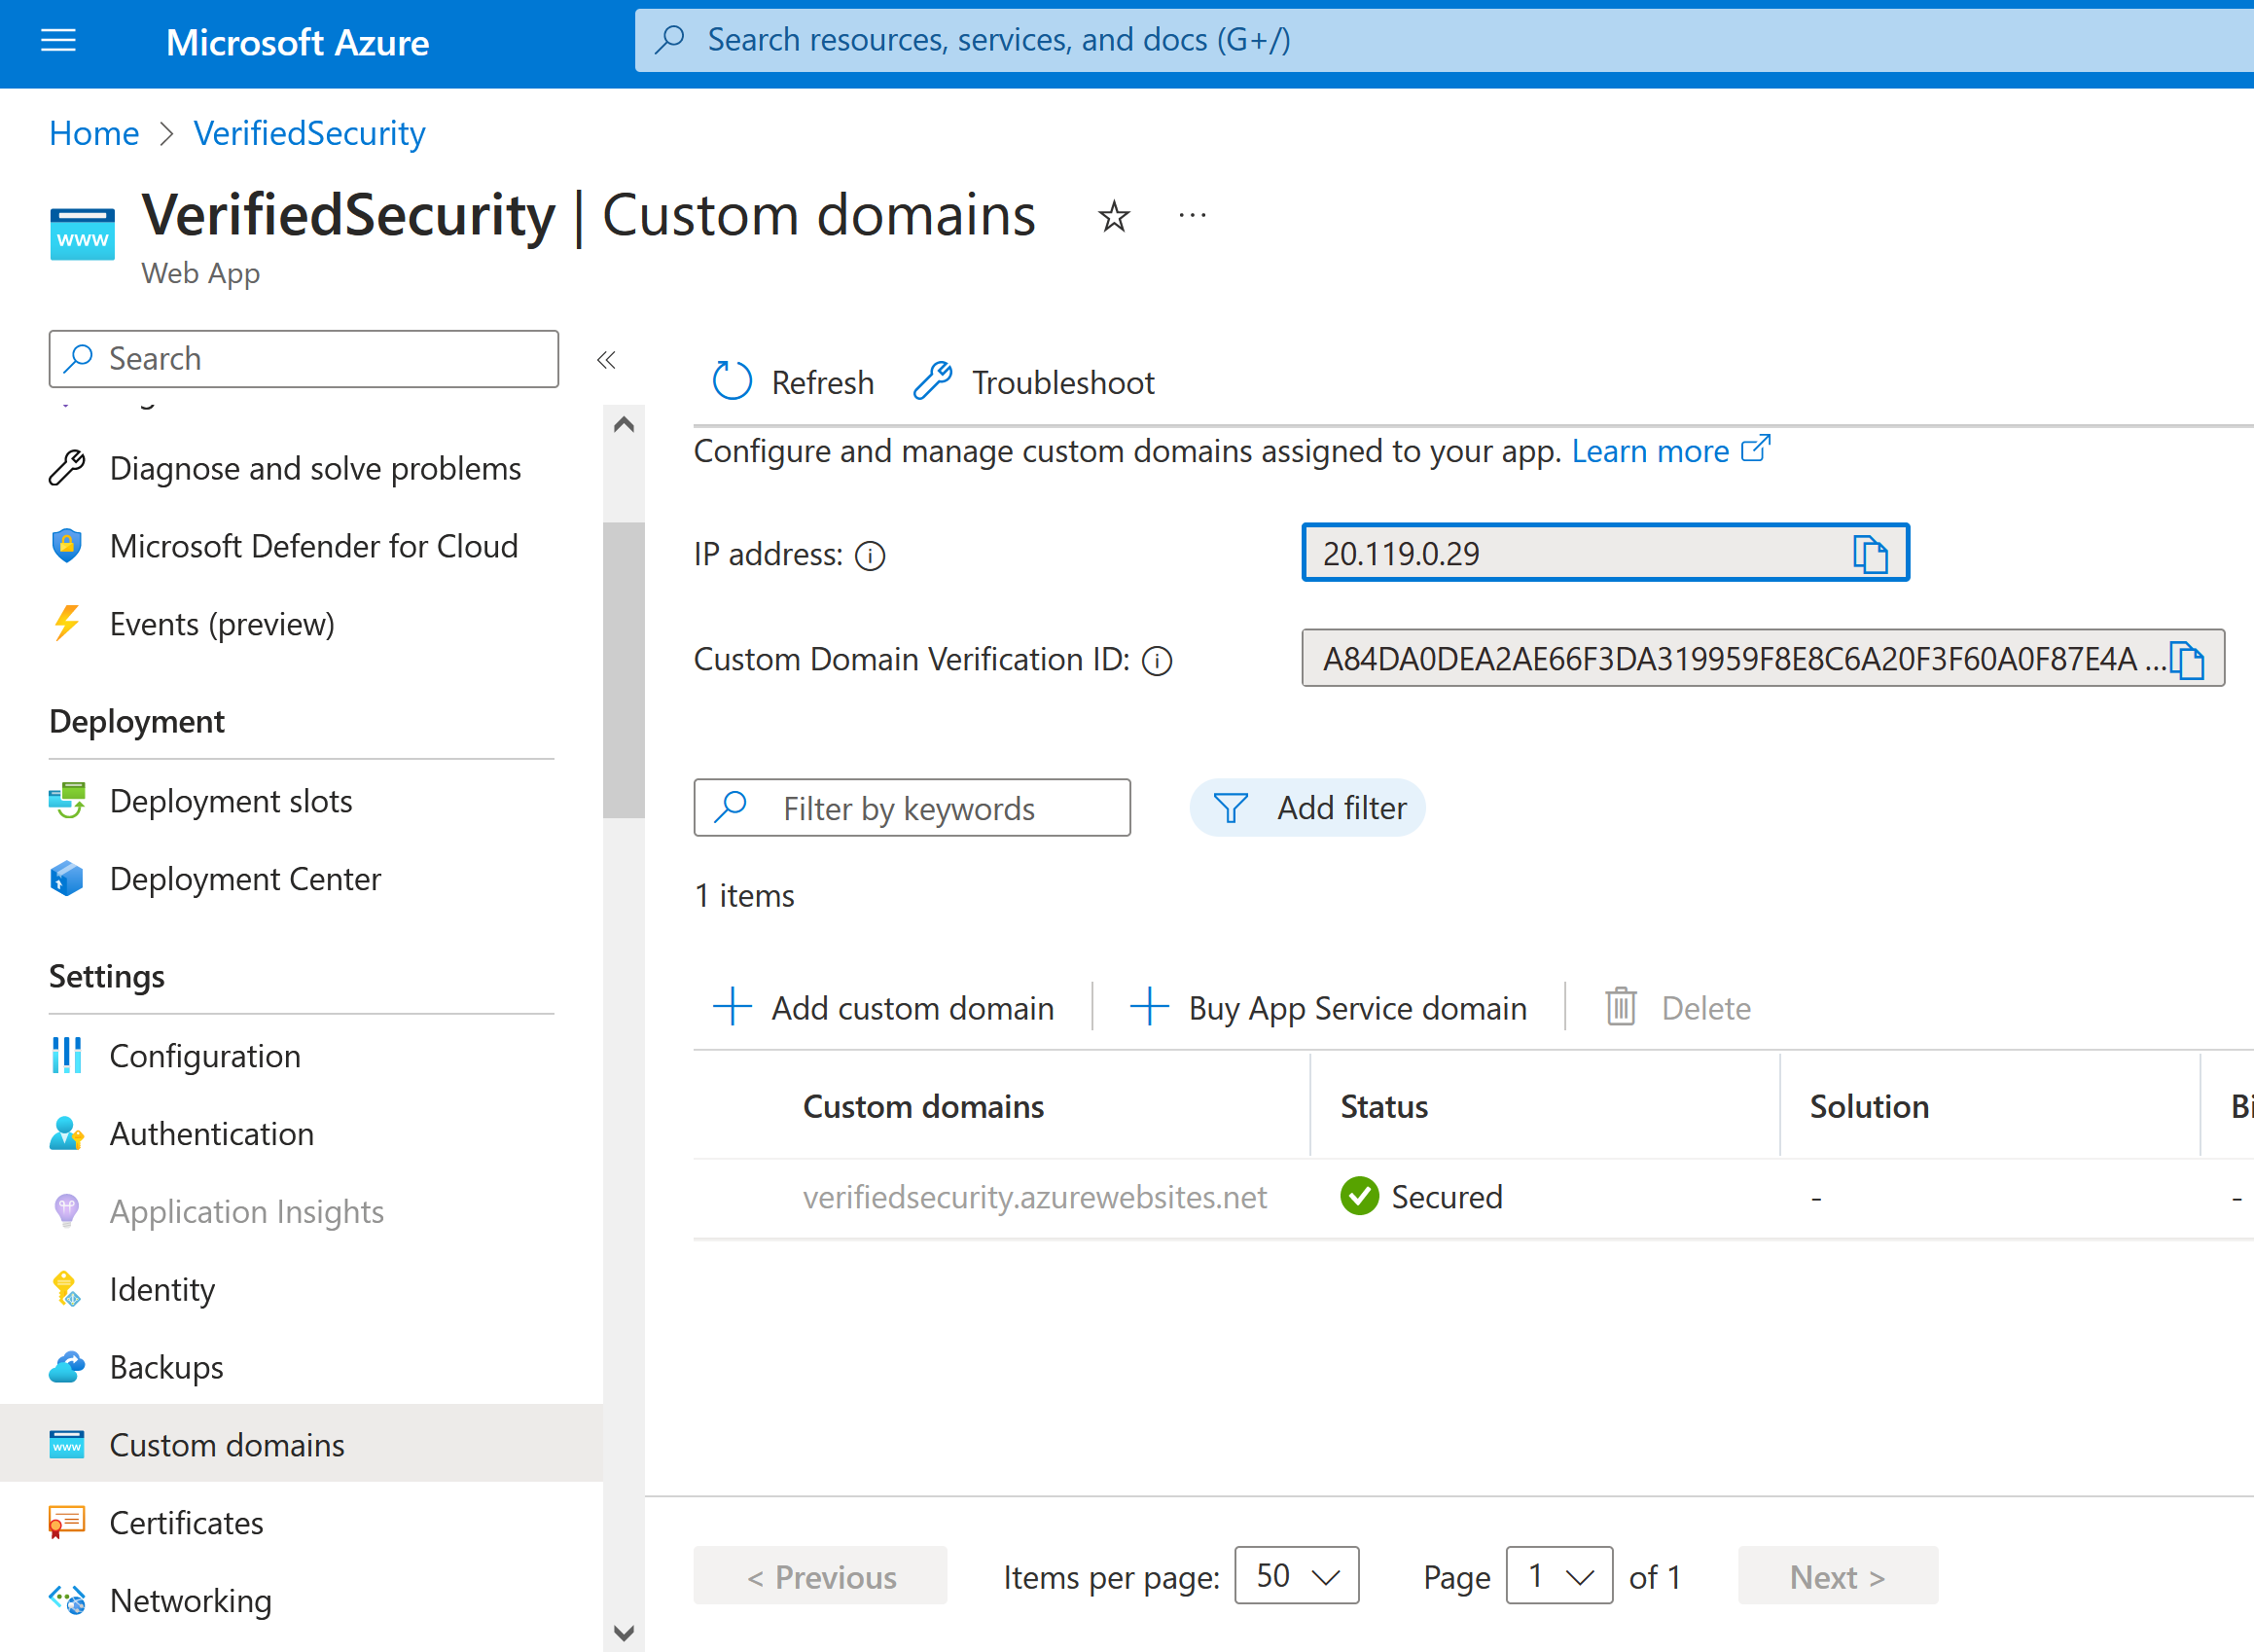 Microsoft Azure
Search resources, services, and docs (G+/)
Home > VerifiedSecurity
VerifiedSecurity | Custom domains
Web App
Search
Diagnose and solve problems
Microsoft Defender for Cloud
Events (preview)
Deployment
Deployment slots
Deployment Center
Settings
Configuration
Authentication
Application Insights
Identity
Backups
Custom domains
Certificates
Networking
Refresh
Troubleshoot
Configure and manage custom domains assigned to your app. Learn more
IP address:
20.119.0.29
Custom Domain Verification ID:
A84DA0DEA2AE66F3DA319959F8E8C6A20F3F60A0F87E4A ...
Filter by keywords
Add filter
1 items
Add custom domain
Buy App Service domain
Delete
Custom domains Status Solution
verifiedsecurity.azurewebsites.net Secured - -
< Previous
Items per page: 50
Page 1 of 1
Next >